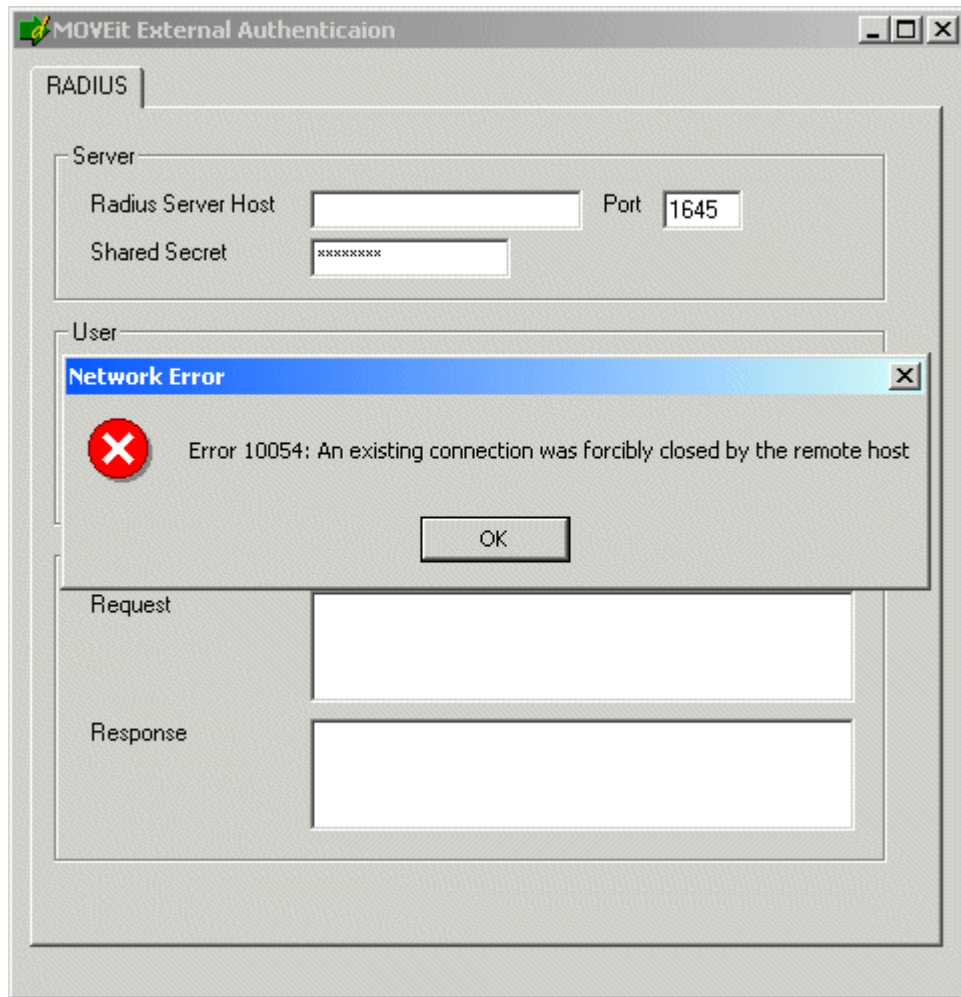 MOVEit External Authenticaion
RADIUS
Server
Radius Server Host
Port 1645
Shared Secret ********
User
Network Error
Error 10054: An existing connection was forcibly closed by the remote host
OK
Request
Response